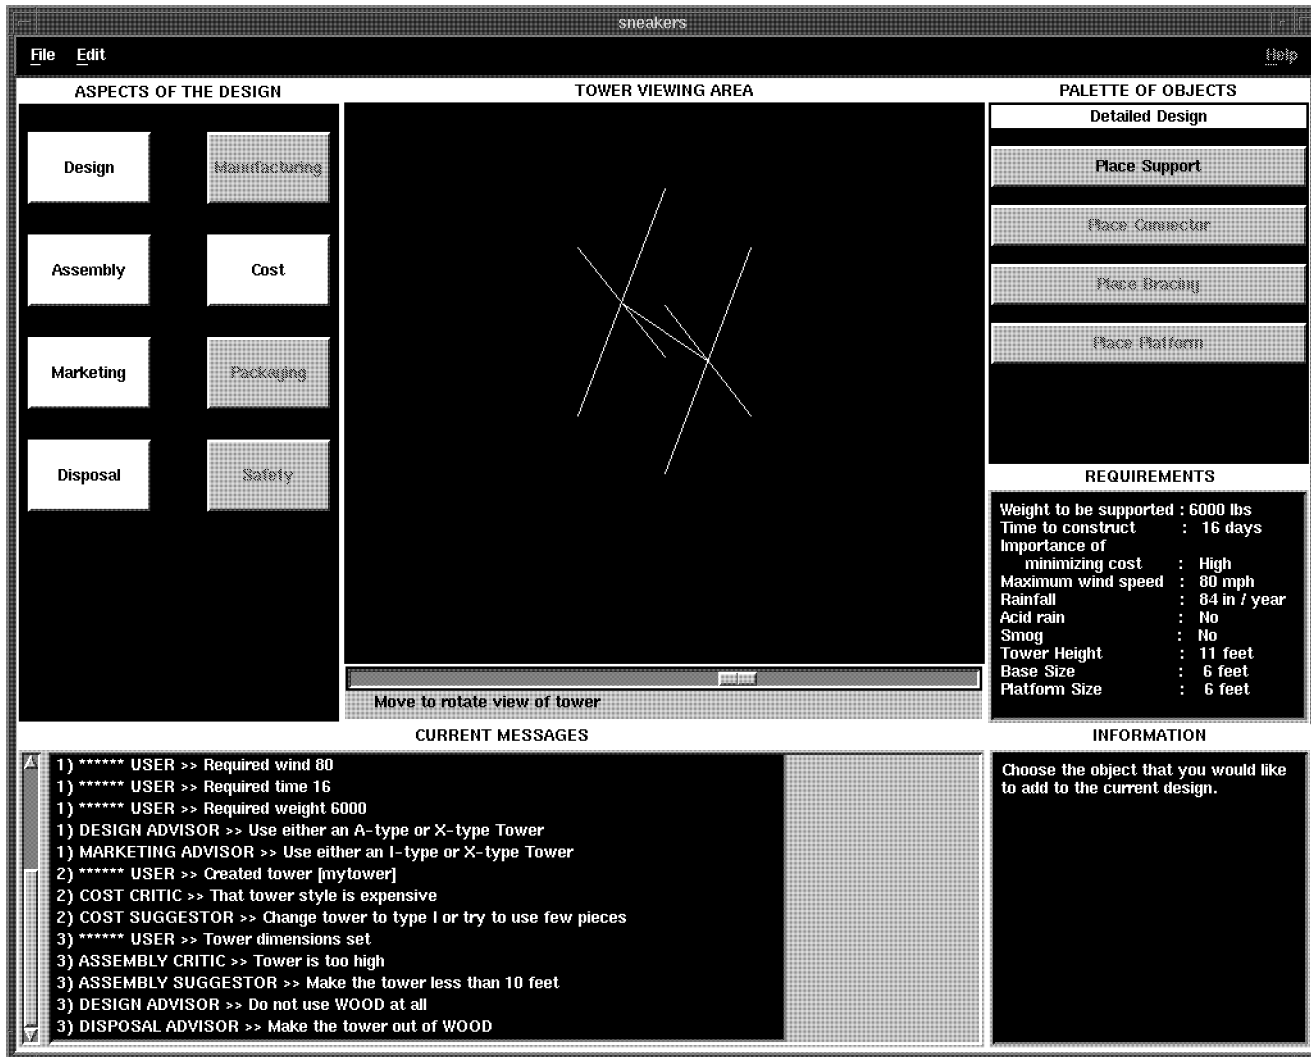 sneakers
File Edit Help
ASPECTS OF THE DESIGN
Design
Manufacturing
Assembly
Cost
Marketing
Packaging
Disposal
Safety
TOWER VIEWING AREA
Move to rotate view of tower
PALETTE OF OBJECTS
Detailed Design
Place Support
Place Connector
Place Bracing
Place Platform
REQUIREMENTS
Weight to be supported : 6000 lbs
Time to construct : 16 days
Importance of
minimizing cost : High
Maximum wind speed : 80 mph
Rainfall : 84 in / year
Acid rain : No
Smog : No
Tower Height : 11 feet
Base Size : 6 feet
Platform Size : 6 feet
CURRENT MESSAGES
1) ****** USER >> Required wind 80
1) ****** USER >> Required time 16
1) ****** USER >> Required weight 6000
1) DESIGN ADVISOR >> Use either an A-type or X-type Tower
1) MARKETING ADVISOR >> Use either an I-type or X-type Tower
2) ****** USER >> Created tower [mytower]
2) COST CRITIC >> That tower style is expensive
2) COST SUGGESTOR >> Change tower to type I or try to use few pieces
3) ****** USER >> Tower dimensions set
3) ASSEMBLY CRITIC >> Tower is too high
3) ASSEMBLY SUGGESTOR >> Make the tower less than 10 feet
3) DESIGN ADVISOR >> Do not use WOOD at all
3) DISPOSAL ADVISOR >> Make the tower out of WOOD
INFORMATION
Choose the object that you would like
to add to the current design.